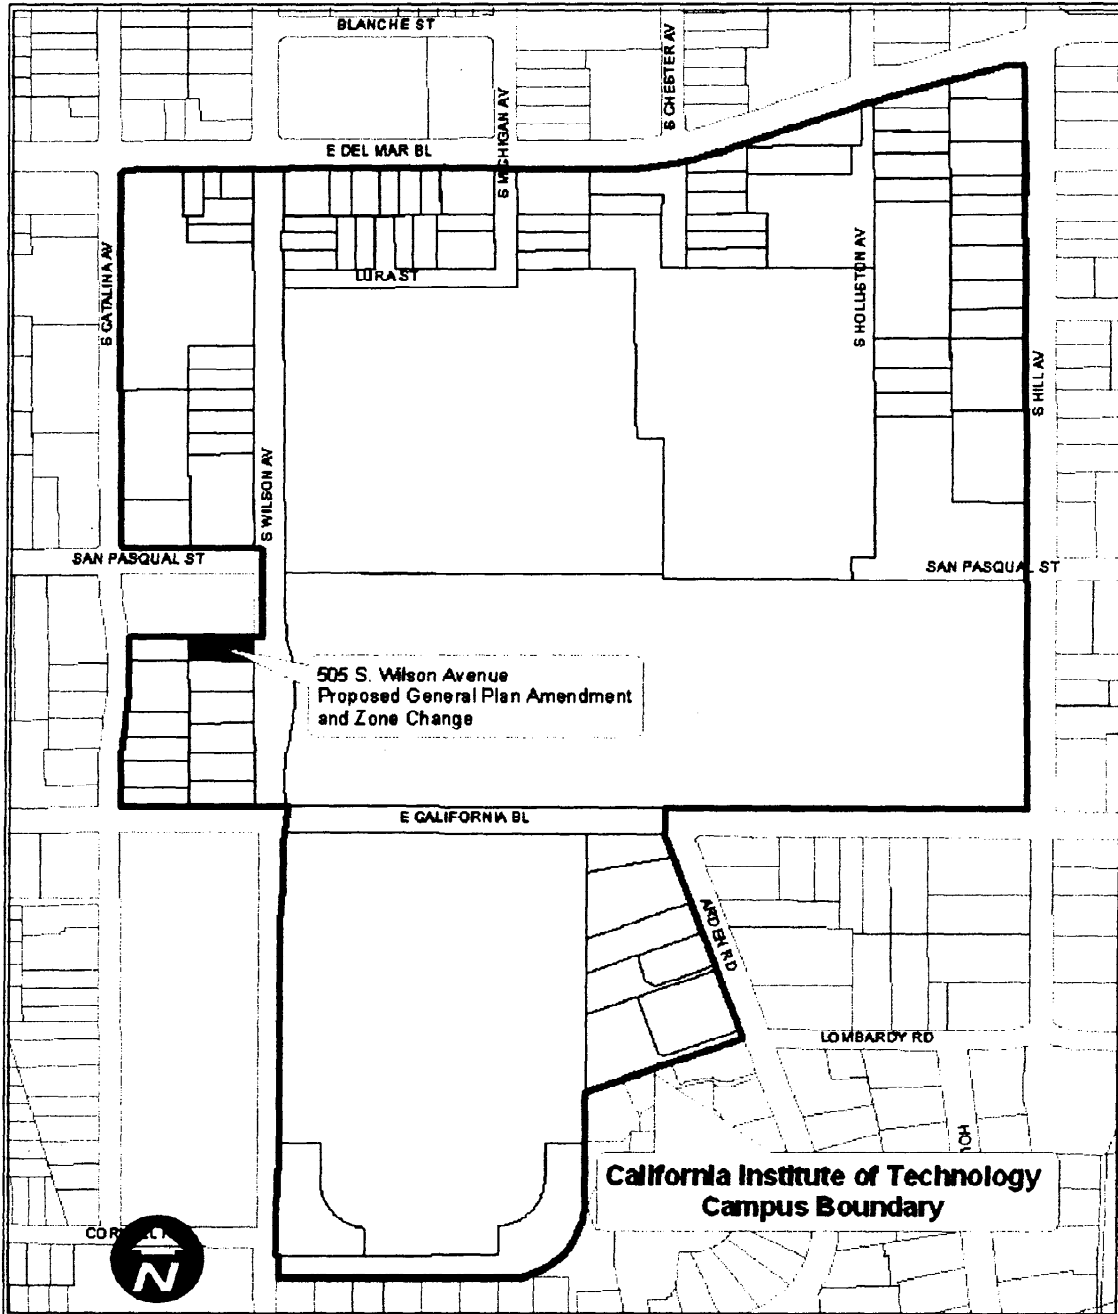 BLANCHE ST
S CHESTER AV
S MICHIGAN AV
E DEL MAR BL
S CATALINA AV
LURA ST
S HOLLISTON AV
S HILL AV
S WILSON AV
SAN PASQUAL ST
SAN PASQUAL ST
505 S. Wilson Avenue
Proposed General Plan Amendment
and Zone Change
E CALIFORNIA BL
ARDEN RD
LOMBARDY RD
California Institute of Technology
Campus Boundary
N